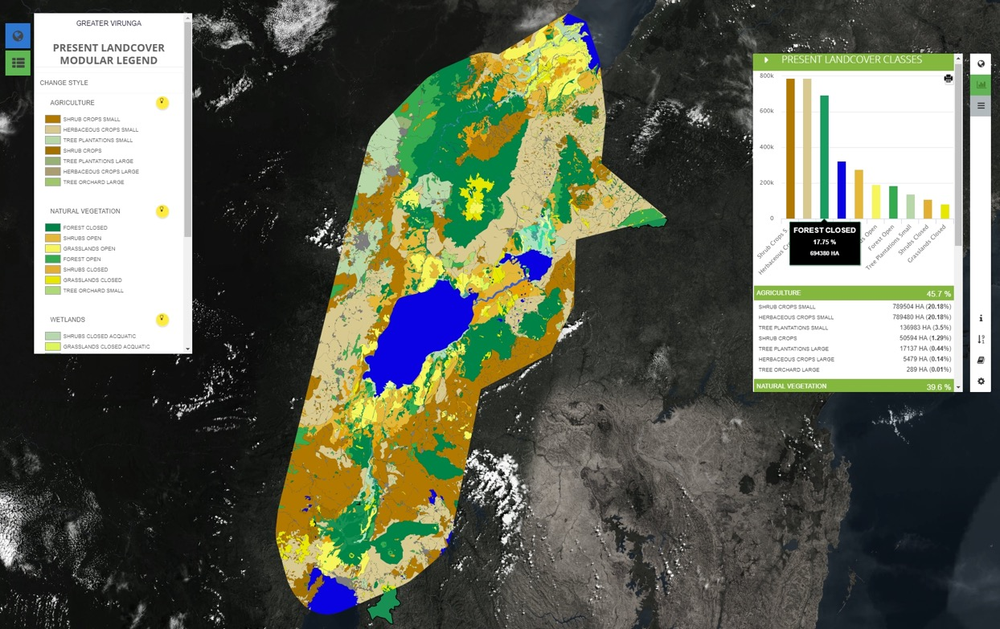 GREATER VIRUNGA
PRESENT LANDCOVER
MODULAR LEGEND
CHANGE STYLE
AGRICULTURE
SHRUB CROPS SMALL
HERBACEOUS CROPS SMALL
TREE PLANTATIONS SMALL
SHRUB CROPS
TREE PLANTATIONS LARGE
HERBACEOUS CROPS LARGE
TREE ORCHARD LARGE
NATURAL VEGETATION
FOREST CLOSED
SHRUBS OPEN
GRASSLANDS OPEN
FOREST OPEN
SHRUBS CLOSED
GRASSLANDS CLOSED
TREE ORCHARD SMALL
WETLANDS
SHRUBS CLOSED ACQUATIC
GRASSLANDS CLOSED ACQUATIC
PRESENT LANDCOVER CLASSES
800k
600k
400k
200k
0
FOREST CLOSED
17.75 %
694380 HA
Shrub Crops S
Herbaceous Cr
ds Open
Forest Open
Tree Plantations Small
Shrubs Closed
Grasslands Closed
AGRICULTURE 45.7 %
SHRUB CROPS SMALL 789504 HA (20.18%)
HERBACEOUS CROPS SMALL 789480 HA (20.18%)
TREE PLANTATIONS SMALL 136983 HA (3.5%)
SHRUB CROPS 50594 HA (1.29%)
TREE PLANTATIONS LARGE 17137 HA (0.44%)
HERBACEOUS CROPS LARGE 5479 HA (0.14%)
TREE ORCHARD LARGE 289 HA (0.01%)
NATURAL VEGETATION 39.6 %